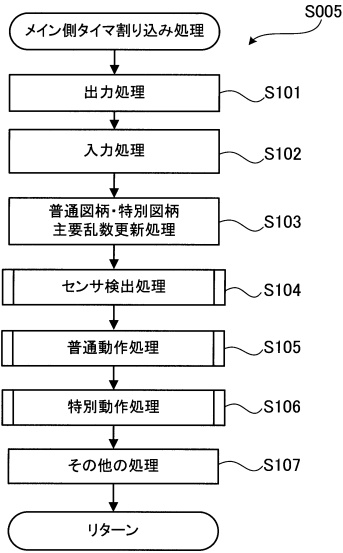 S005
メイン側タイマ割り込み処理
出力処理
S101
入力処理
S102
普通図柄・特別図柄
主要乱数更新処理
S103
センサ検出処理
S104
普通動作処理
S105
特別動作処理
S106
その他の処理
S107
リターン